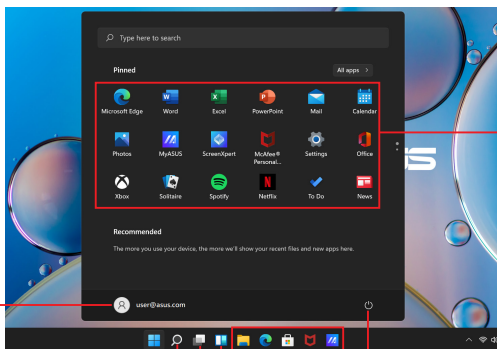 Type here to search
Pinned
All apps >
Microsoft Edge
Word
Excel
PowerPoint
Mail
Calendar
Photos
MyASUS
ScreenXpert
McAfee®
Personal...
Settings
Office
Xbox
Solitaire
Spotify
Netflix
To Do
News
Recommended
The more you use your device, the more we'll show your recent files and new apps here.
user@asus.com